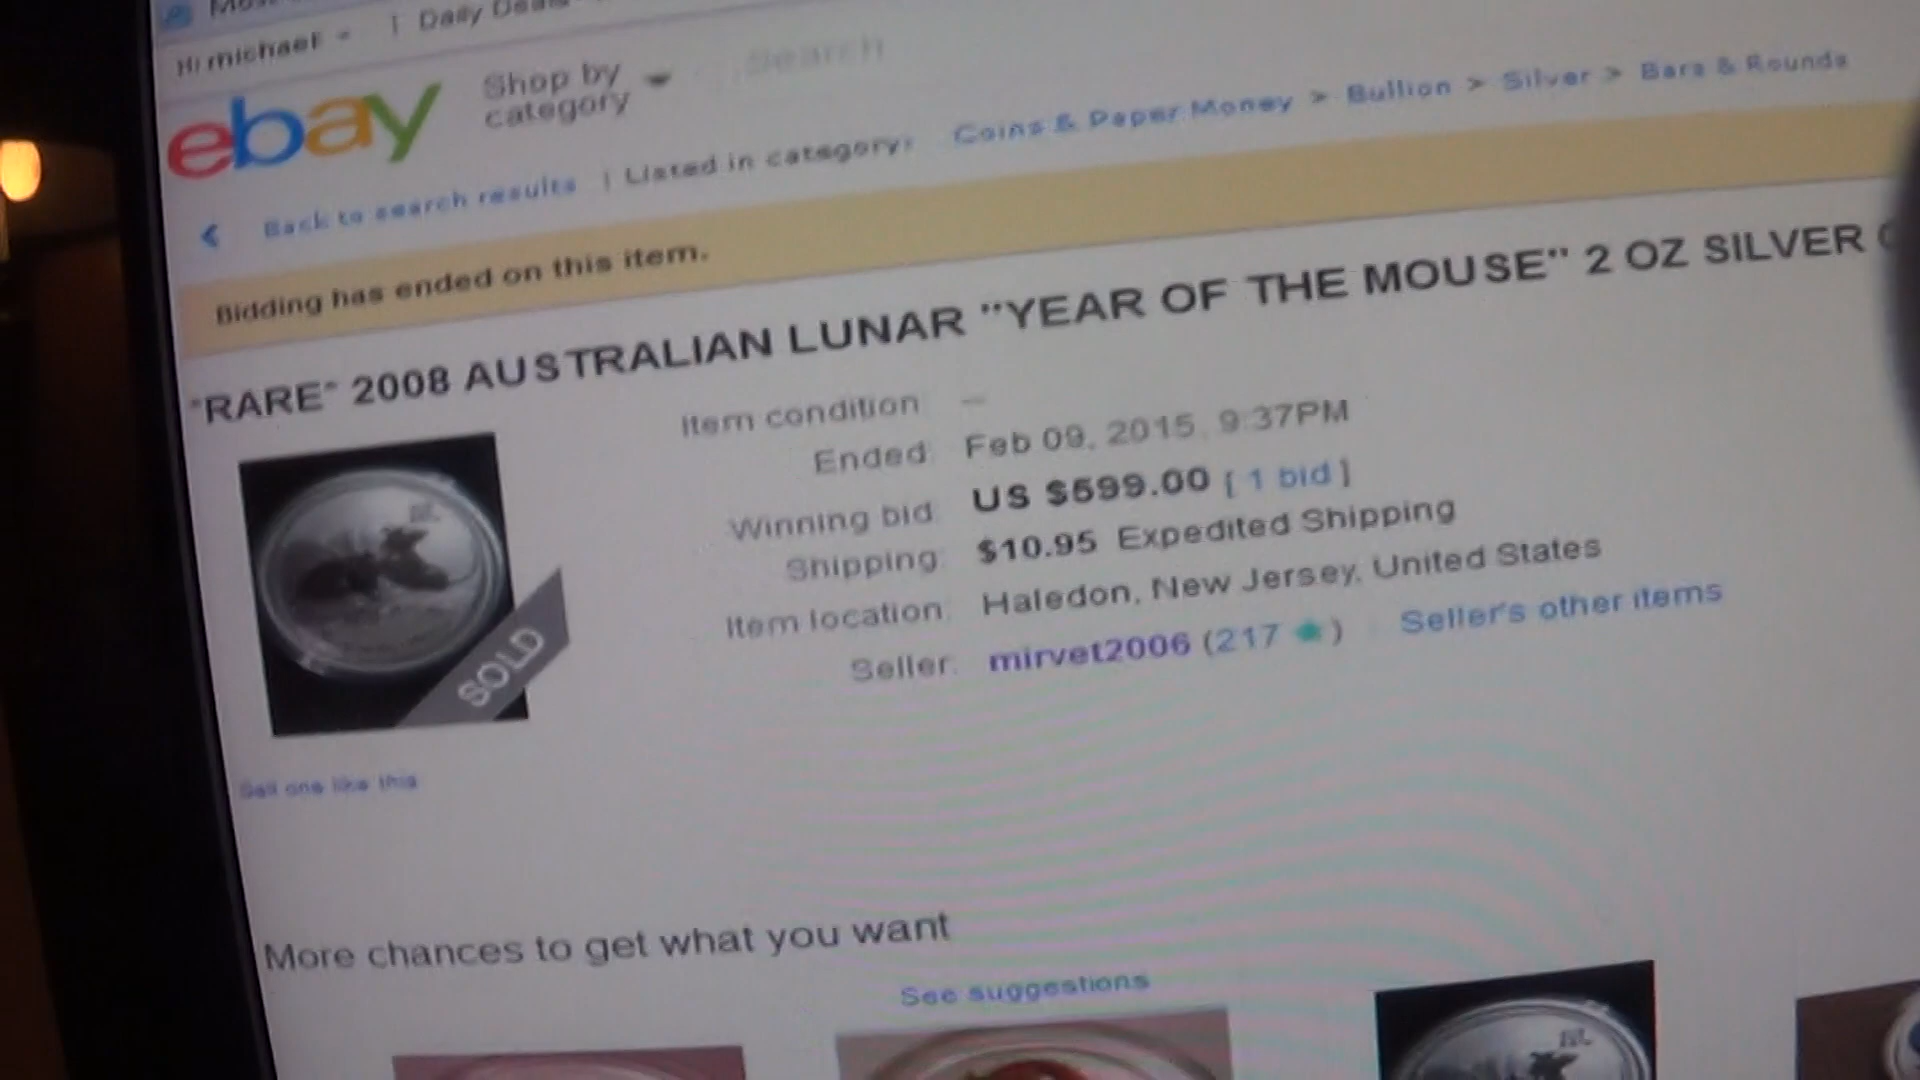 Hi michael | Daily Deals
ebay
Shop by category
Search
Back to search results | Listed in category: Coins & Paper Money > Bullion > Silver > Bars & Rounds
Bidding has ended on this item.
"RARE" 2008 AUSTRALIAN LUNAR "YEAR OF THE MOUSE" 2 OZ SILVER
Item condition: --
Ended: Feb 09, 2015, 9:37PM
Winning bid: US $599.00 [ 1 bid ]
Shipping: $10.95 Expedited Shipping
Item location: Haledon, New Jersey, United States
Seller: mirvet2006 (217 ) Seller's other items
SOLD
Sell one like this
More chances to get what you want
See suggestions